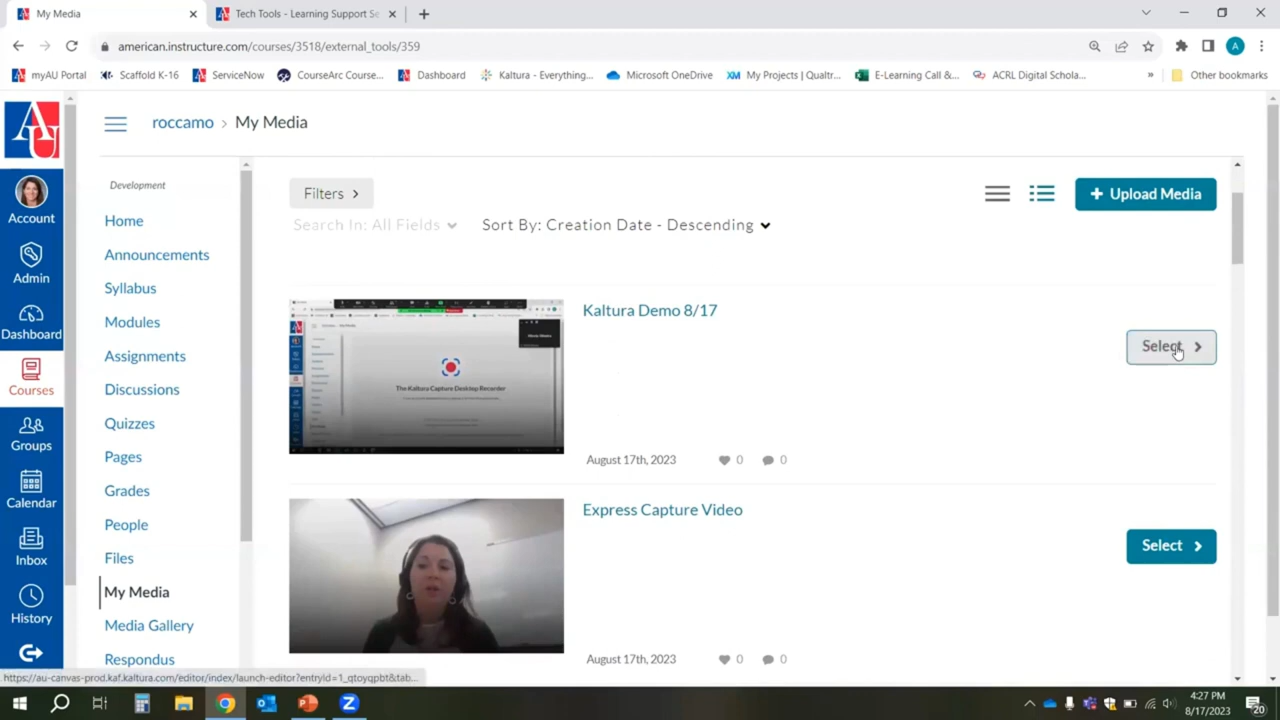 My Media
Tech Tools - Learning Support Se
american.instructure.com/courses/3518/external_tools/359
A
myAU Portal
Scaffold K-16
ServiceNow
CourseArc Course...
Dashboard
Kaltura - Everything...
Microsoft OneDrive
My Projects (Qualtr...
E-Learning Call &...
ACRL Digital Schola...
»
Other bookmarks
AU
roccamo > My Media
Account
Admin
Dashboard
Courses
Groups
Calendar
Inbox
History
Development
Home
Announcements
Syllabus
Modules
Assignments
Discussions
Quizzes
Pages
Grades
People
Files
My Media
Media Gallery
Respondus
Filters >
+ Upload Media
Search In: All Fields
Sort By: Creation Date - Descending
The Kaltura Capture Desktop Recorder
Kaltura Demo 8/17
Select >
August 17th, 2023
0
0
Express Capture Video
Select >
August 17th, 2023
0
0
https://au-canvas-prod.kaf.kaltura.com/editor/index/launch-editor?entryId=1_qtoyqpbt&tab...
4:27 PM
8/17/2023
20